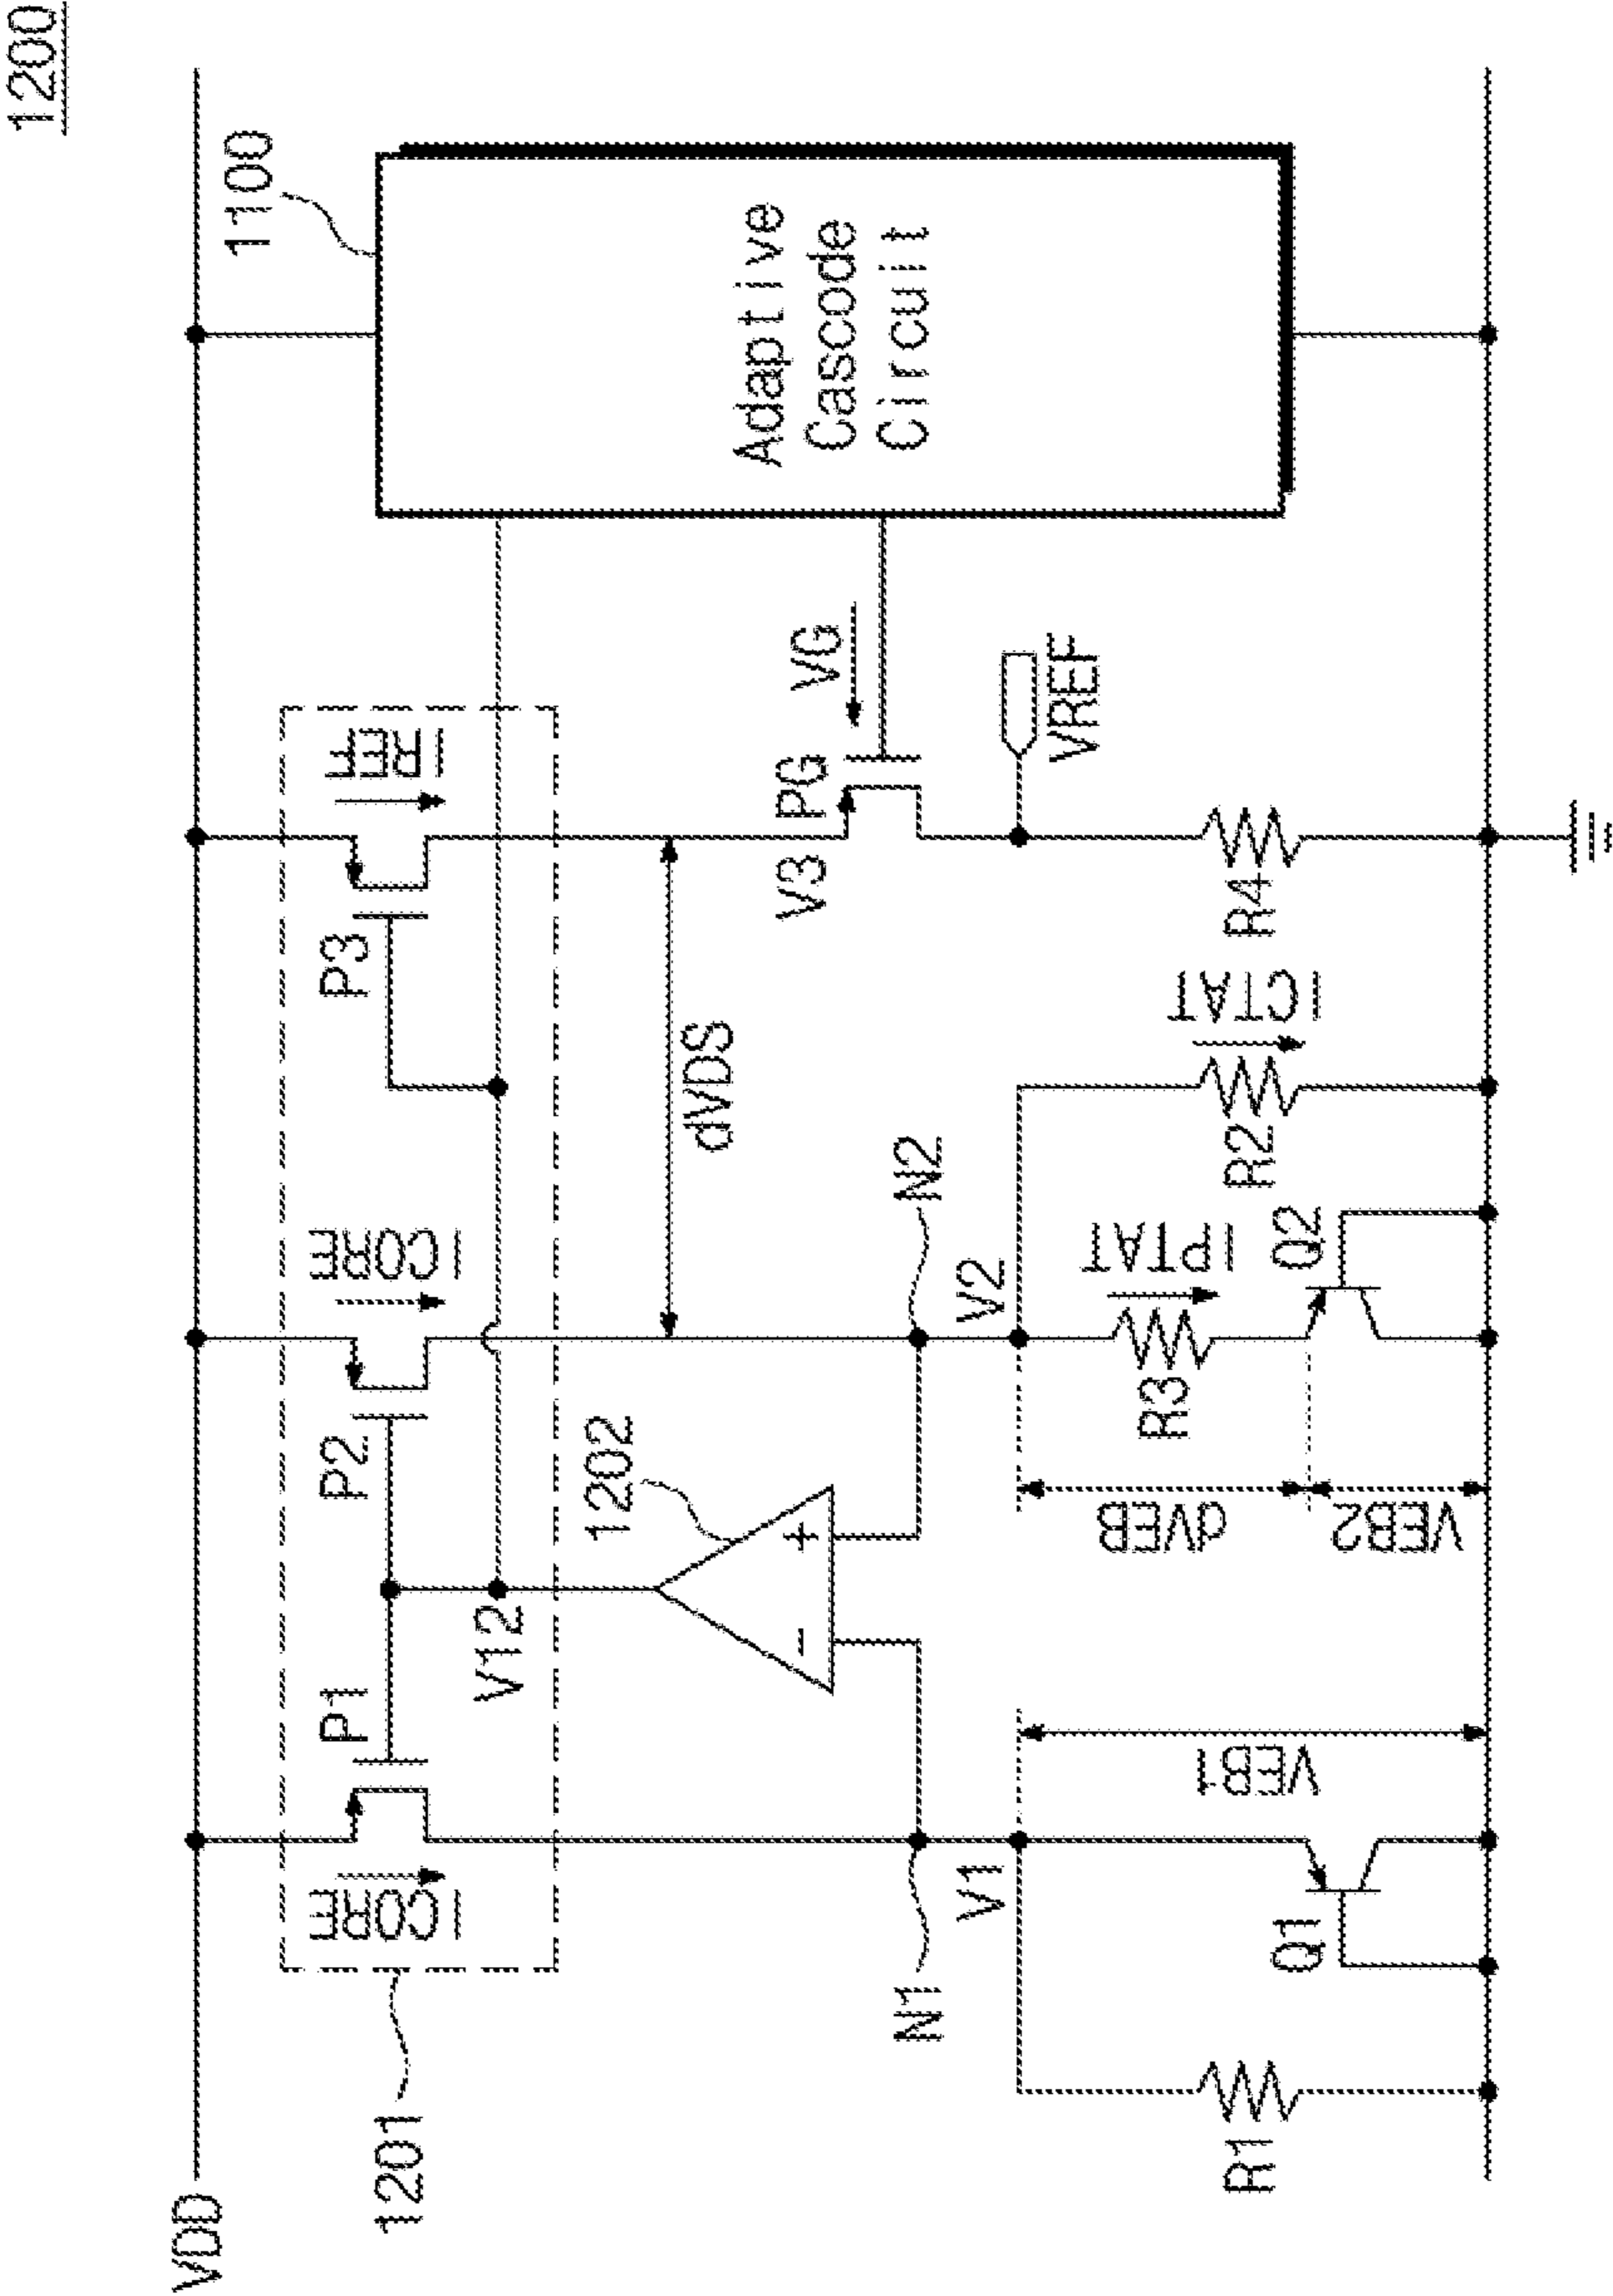 1200
VDD
1201
ICORE
P1
P2
ICORE
P3
IREF
1100
V12
1202
dVDS
Adaptive
Cascode
Circuit
-
+
N1
N2
V3
PG
VG
V1
V2
VREF
VEB1
dVEB
VEB2
R1
Q1
R3
IPTAT
Q2
R2
ICTAT
R4